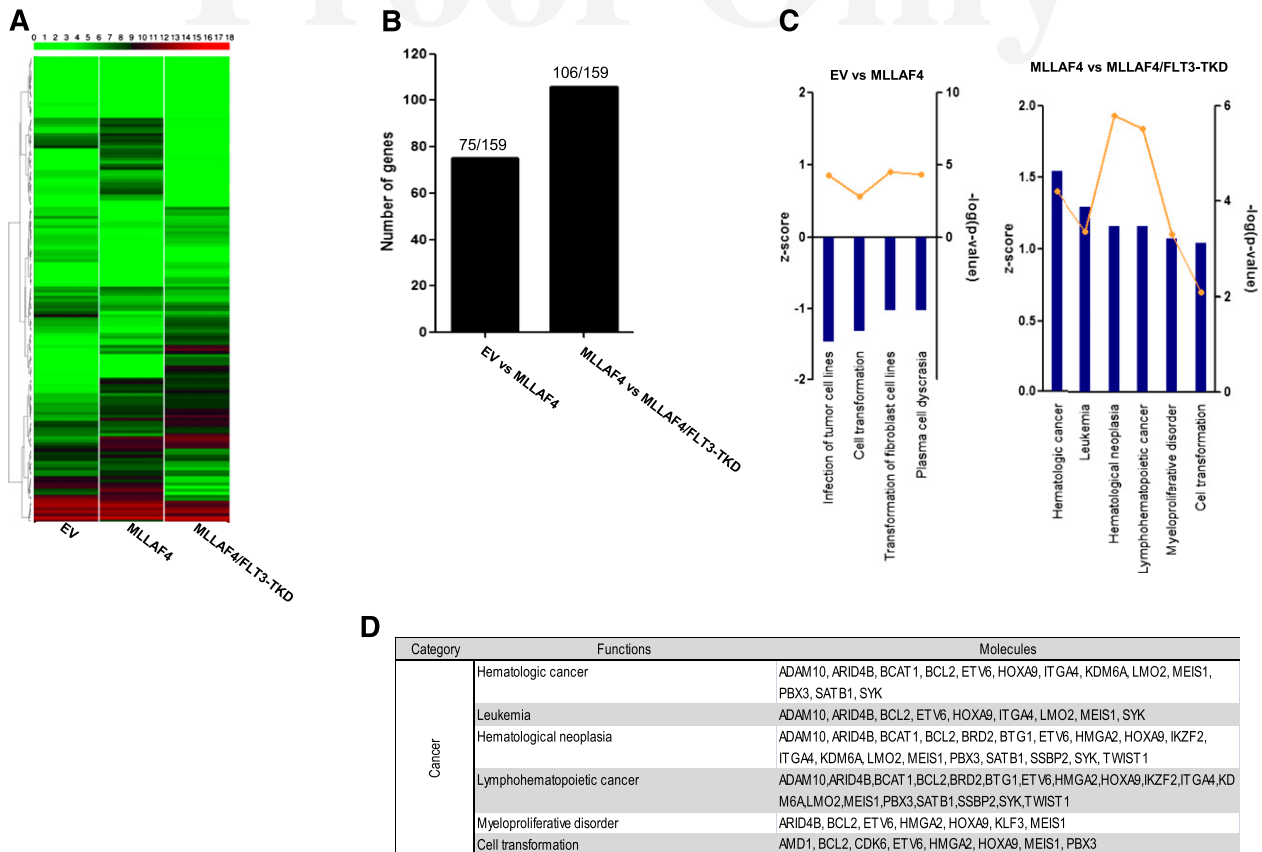 Proof Only
A
0 1 2 3 4 5 6 7 8 9 10 11 12 13 14 15 16 17 18
EV
MLLAF4
MLLAF4/FLT3-TKD
B
Number of genes
120
100
80
60
40
20
0
75/159
106/159
EV vs MLLAF4
MLLAF4 vs MLLAF4/FLT3-TKD
C
EV vs MLLAF4
z-score
2
1
0
-1
-2
10
5
0
-log(p-value)
Infection of tumor cell lines
Cell transformation
Transformation of fibroblast cell lines
Plasma cell dyscrasia
MLLAF4 vs MLLAF4/FLT3-TKD
z-score
2.0
1.5
1.0
0.5
0.0
6
4
2
0
-log(p-value)
Hematologic cancer
Leukemia
Hematological neoplasia
Lymphohematopoietic cancer
Myeloproliferative disorder
Cel transformation
D
Category Functions Molecules
Cancer
Hematologic cancer ADAM10, ARID4B, BCAT1, BCL2, ETV6, HOXA9, ITGA4, KDM6A, LMO2, MEIS1,
PBX3, SATB1, SYK
Leukemia ADAM10, ARID4B, BCL2, ETV6, HOXA9, ITGA4, LMO2, MEIS1, SYK
Hematological neoplasia ADAM10, ARID4B, BCAT1, BCL2, BRD2, BTG1, ETV6, HMGA2, HOXA9, IKZF2,
ITGA4, KDM6A, LMO2, MEIS1, PBX3, SATB1, SSBP2, SYK, TWIST1
Lymphohematopoietic cancer ADAM10,ARID4B,BCAT1,BCL2,BRD2,BTG1,ETV6,HMGA2,HOXA9,IKZF2,ITGA4,KD
M6A,LMO2,MEIS1,PBX3,SATB1,SSBP2,SYK,TWIST1
Myeloproliferative disorder ARID4B, BCL2, ETV6, HMGA2, HOXA9, KLF3, MEIS1
Cell transformation AMD1, BCL2, CDK6, ETV6, HMGA2, HOXA9, MEIS1, PBX3